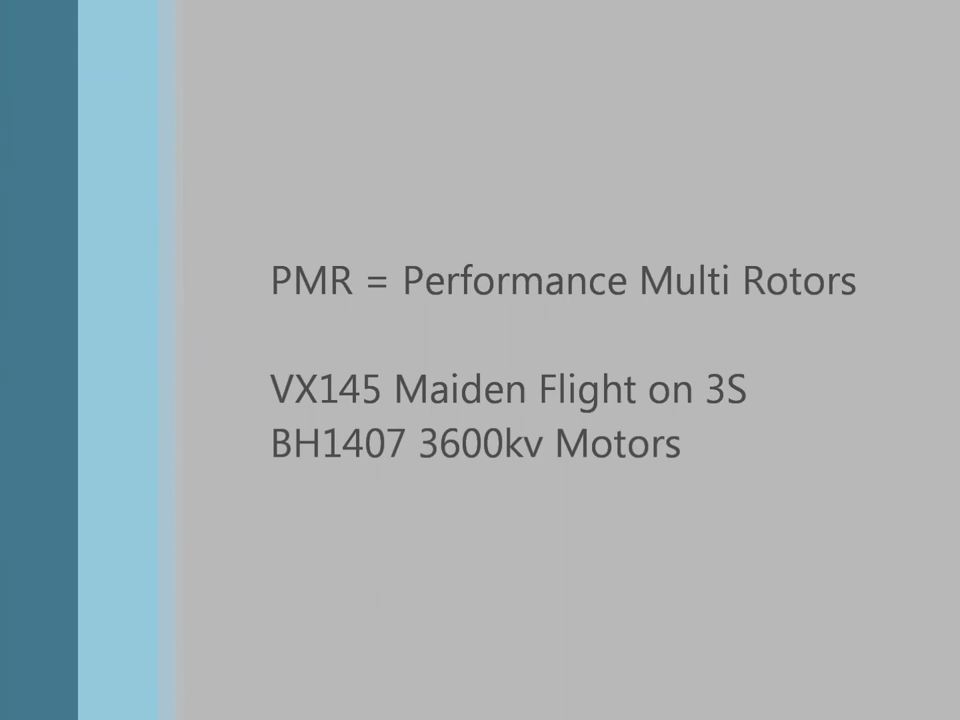 PMR = Performance Multi Rotors
VX145 Maiden Flight on 3S
BH1407 3600kv Motors